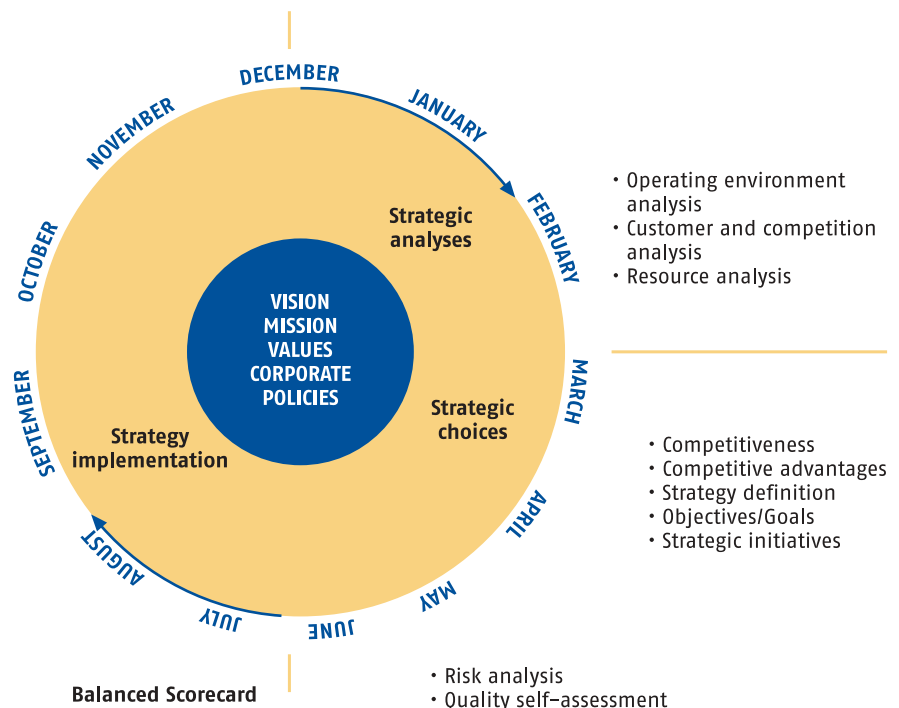 DECEMBER
JANUARY
FEBRUARY
MARCH
APRIL
MAY
JUNE
JULY
AUGUST
SEPTEMBER
OCTOBER
NOVEMBER
Strategic
analyses
VISION
MISSION
VALUES
CORPORATE
POLICIES
Strategic
choices
Strategy
implementation
• Operating environment
analysis
• Customer and competition
analysis
• Resource analysis
• Competitiveness
• Competitive advantages
• Strategy definition
• Objectives/Goals
• Strategic initiatives
Balanced Scorecard
• Risk analysis
• Quality self-assessment